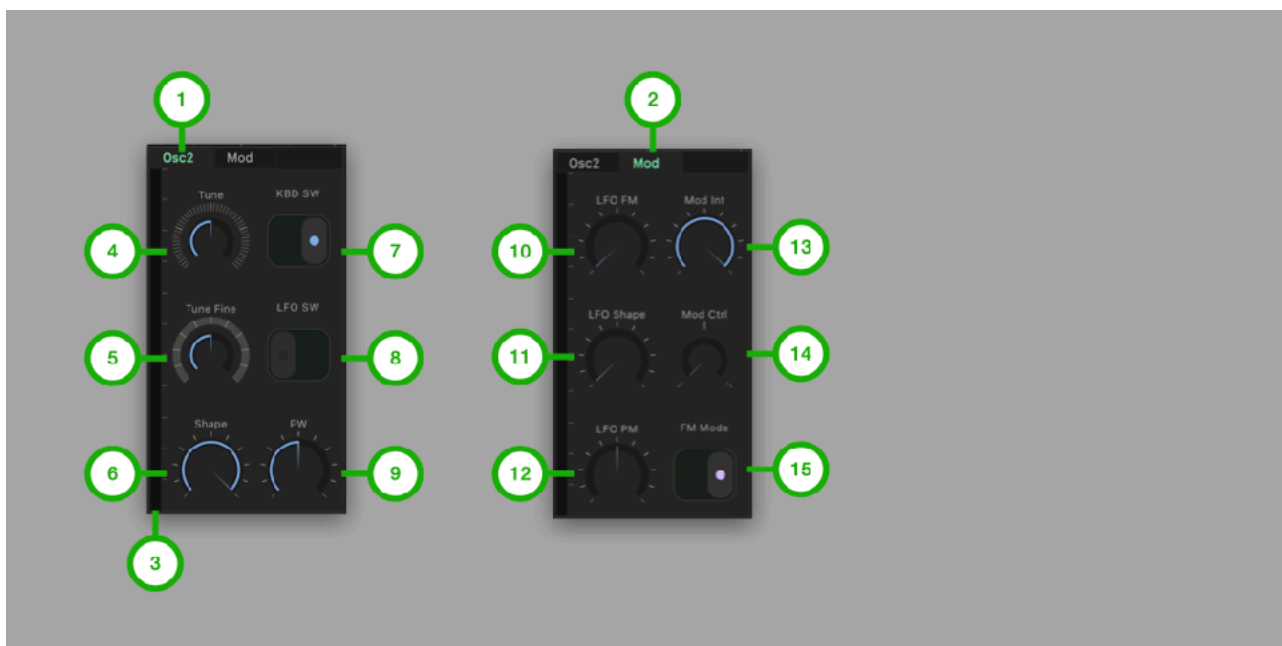 1
2
Osc2 Mod
Osc2 Mod
Tune KBD SW
LFO FM Mod Int
4
7
10
13
Tune Fine LFO SW
LFO Shape Mod Ctrl
5
8
11
14
Shape PW
LFO PM FM Mode
6
9
12
15
3